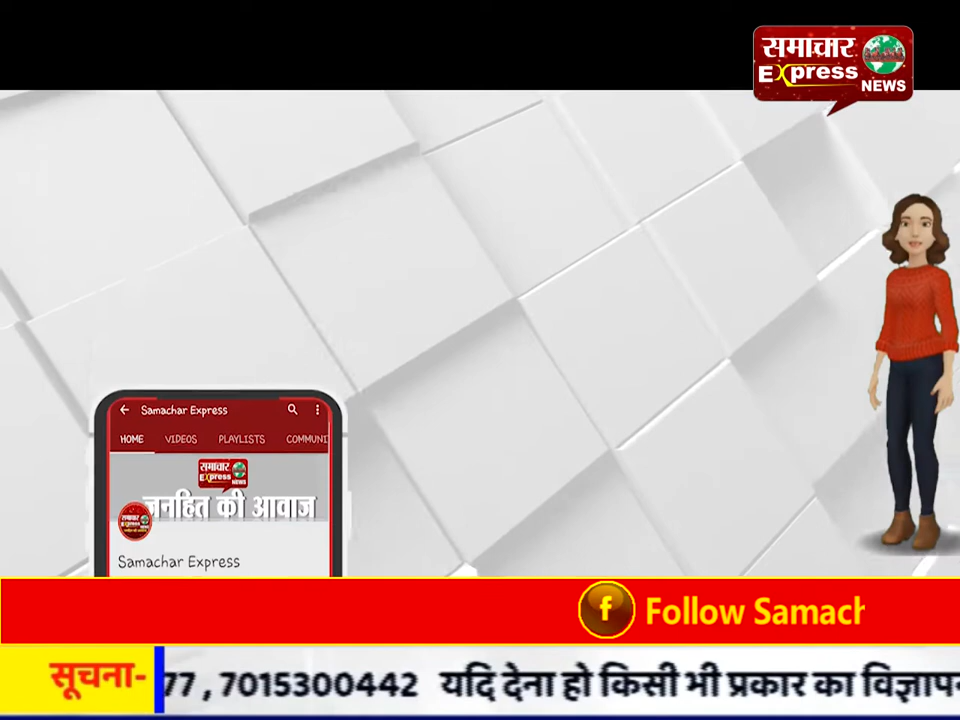 समाचार
Express
NEWS
Samachar Express
HOME VIDEOS PLAYLISTS COMMUNI
समाचार
Express
NEWS
जनहित की आवाज
Samachar Express
f Follow Samach
सूचना- 77 , 7015300442 यदि देना हो किसी भी प्रकार का विज्ञापन